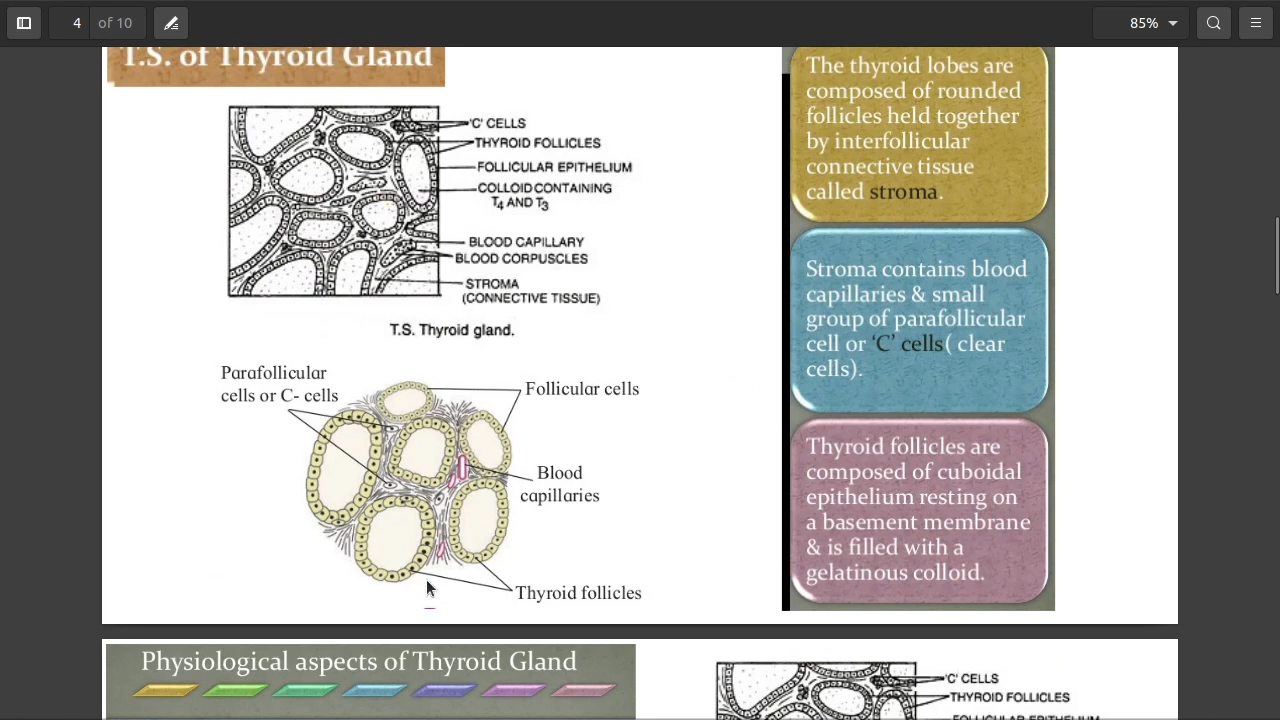 4 of 10
85%
T.S. of Thyroid Gland
'C' CELLS
THYROID FOLLICLES
FOLLICULAR EPITHELIUM
COLLOID CONTAINING
T4 AND T3
BLOOD CAPILLARY
BLOOD CORPUSCLES
STROMA
(CONNECTIVE TISSUE)
T.S. Thyroid gland.
Parafollicular
cells or C- cells
Follicular cells
Blood
capillaries
Thyroid follicles
The thyroid lobes are
composed of rounded
follicles held together
by interfollicular
connective tissue
called stroma.
Stroma contains blood
capillaries & small
group of parafollicular
cell or ‘C’ cells( clear
cells).
Thyroid follicles are
composed of cuboidal
epithelium resting on
a basement membrane
& is filled with a
gelatinous colloid.
Physiological aspects of Thyroid Gland
'C' CELLS
THYROID FOLLICLES
FOLLICULAR EPITHELIUM